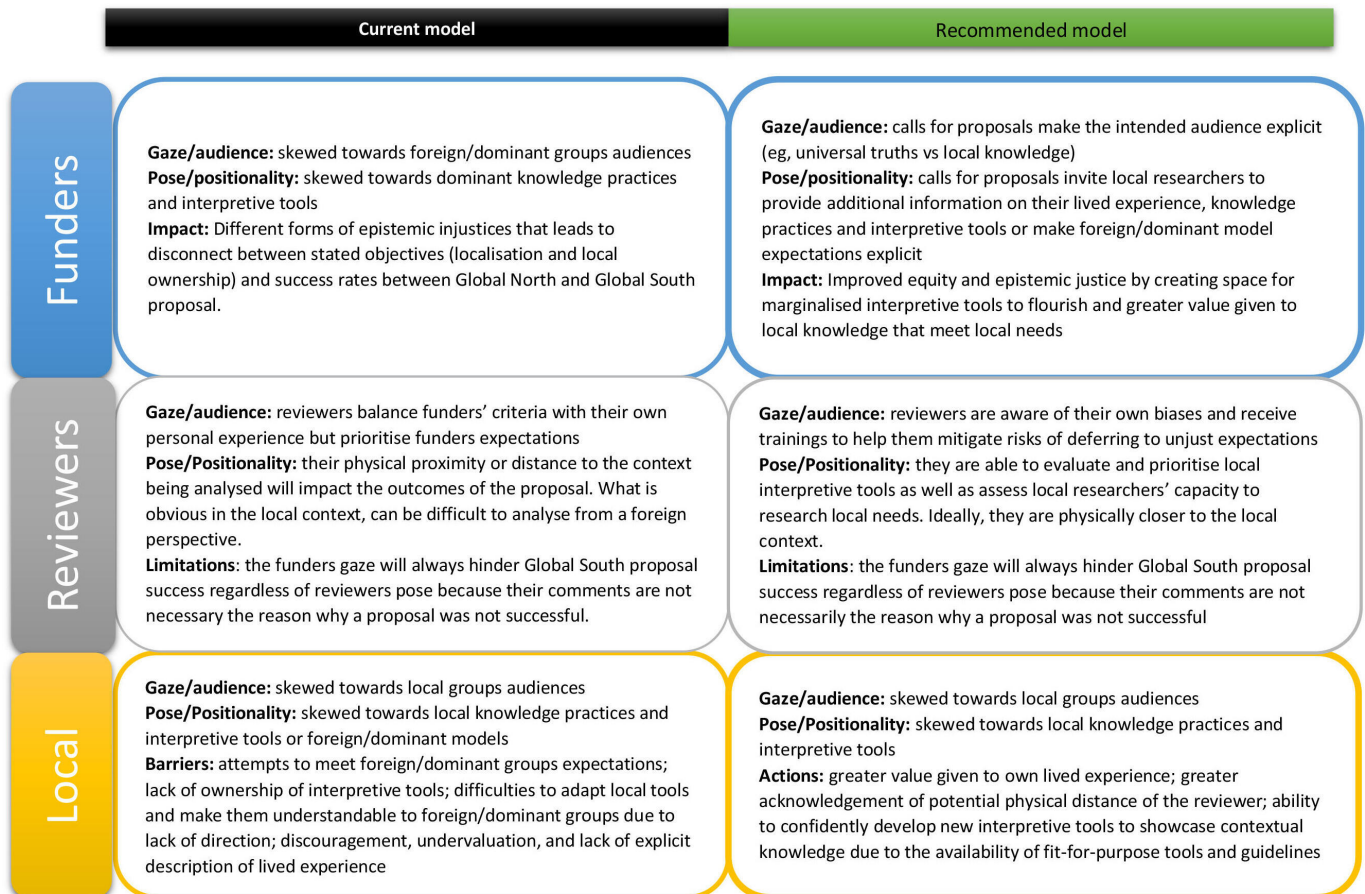 Current model
Recommended model
Funders
Gaze/audience: skewed towards foreign/dominant groups audiences
Pose/positionality: skewed towards dominant knowledge practices
and interpretive tools
Impact: Different forms of epistemic injustices that leads to
disconnect between stated objectives (localisation and local
ownership) and success rates between Global North and Global South
proposal.
Gaze/audience: calls for proposals make the intended audience explicit
(eg, universal truths vs local knowledge)
Pose/positionality: calls for proposals invite local researchers to
provide additional information on their lived experience, knowledge
practices and interpretive tools or make foreign/dominant model
expectations explicit
Impact: Improved equity and epistemic justice by creating space for
marginalised interpretive tools to flourish and greater value given to
local knowledge that meet local needs
Reviewers
Gaze/audience: reviewers balance funders’ criteria with their own
personal experience but prioritise funders expectations
Pose/Positionality: their physical proximity or distance to the context
being analysed will impact the outcomes of the proposal. What is
obvious in the local context, can be difficult to analyse from a foreign
perspective.
Limitations: the funders gaze will always hinder Global South proposal
success regardless of reviewers pose because their comments are not
necessary the reason why a proposal was not successful.
Gaze/audience: reviewers are aware of their own biases and receive
trainings to help them mitigate risks of deferring to unjust expectations
Pose/Positionality: they are able to evaluate and prioritise local
interpretive tools as well as assess local researchers’ capacity to
research local needs. Ideally, they are physically closer to the local
context.
Limitations: the funders gaze will always hinder Global South proposal
success regardless of reviewers pose because their comments are not
necessarily the reason why a proposal was not successful
Local
Gaze/audience: skewed towards local groups audiences
Pose/Positionality: skewed towards local knowledge practices and
interpretive tools or foreign/dominant models
Barriers: attempts to meet foreign/dominant groups expectations;
lack of ownership of interpretive tools; difficulties to adapt local tools
and make them understandable to foreign/dominant groups due to
lack of direction; discouragement, undervaluation, and lack of explicit
description of lived experience
Gaze/audience: skewed towards local groups audiences
Pose/Positionality: skewed towards local knowledge practices and
interpretive tools
Actions: greater value given to own lived experience; greater
acknowledgement of potential physical distance of the reviewer; ability
to confidently develop new interpretive tools to showcase contextual
knowledge due to the availability of fit-for-purpose tools and guidelines